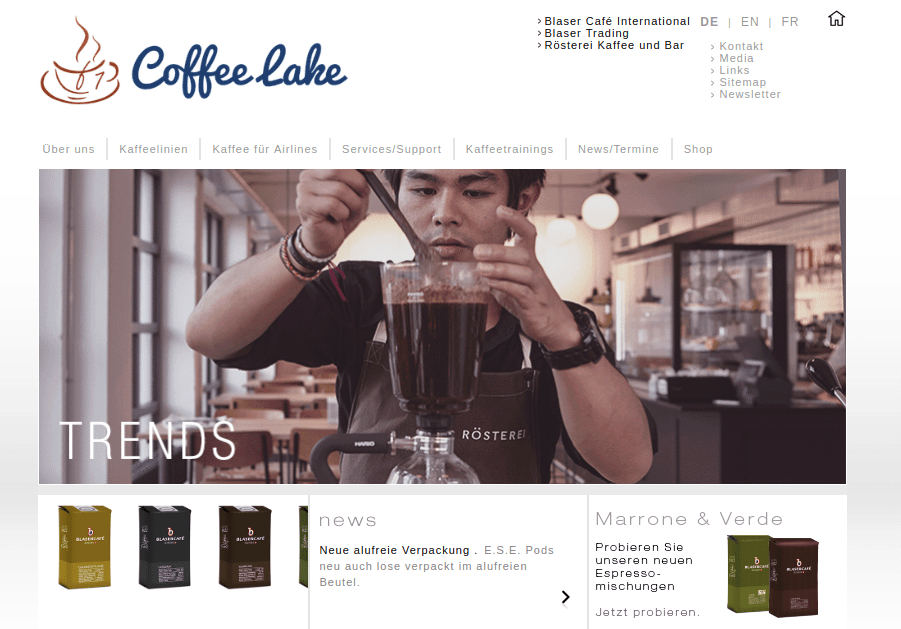 Coffee Lake
Blaser Café International
Blaser Trading
Rösterei Kaffee und Bar
DE | EN | FR
Kontakt
Media
Links
Sitemap
Newsletter
Über uns
Kaffeelinien
Kaffee für Airlines
Services/Support
Kaffeetrainings
News/Termine
Shop
HARIO
RÖSTEREI
HARIO
TRENDS
BLASERCAFÉ
BLASERCAFÉ
BLASERCAFÉ
news
Neue alufreie Verpackung . E.S.E. Pods
neu auch lose verpackt im alufreien
Beutel.
Marrone & Verde
Probieren Sie
unseren neuen
Espresso-
mischungen
Jetzt probieren.
BLASERCAFÉ
BLASERCAFÉ